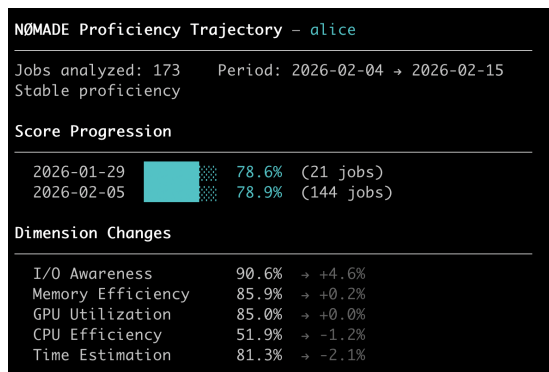 NØMADE Proficiency Trajectory — alice
Jobs analyzed: 173    Period: 2026-02-04 → 2026-02-15
Stable proficiency
Score Progression
2026-01-29  78.6%  (21 jobs)
2026-02-05  78.9%  (144 jobs)
Dimension Changes
I/O Awareness  90.6%  → +4.6%
Memory Efficiency  85.9%  → +0.2%
GPU Utilization  85.0%  → +0.0%
CPU Efficiency  51.9%  → -1.2%
Time Estimation  81.3%  → -2.1%